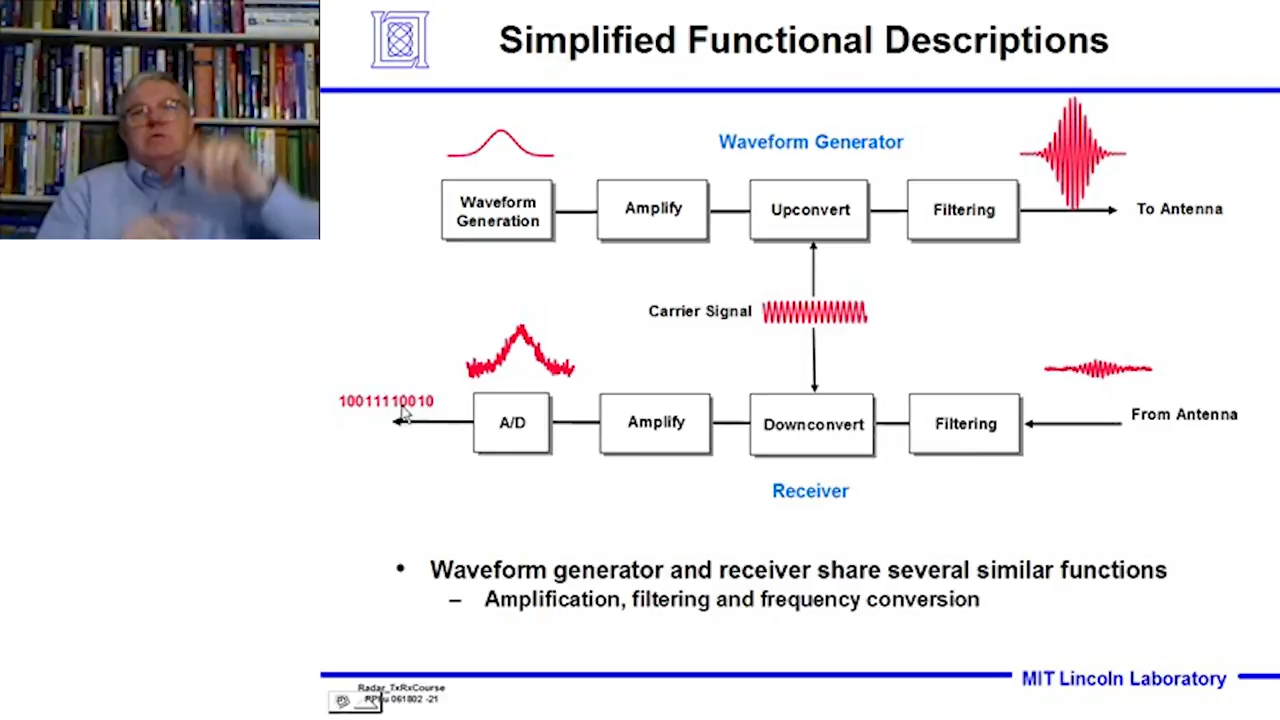 Simplified Functional Descriptions
Waveform Generator
Waveform
Generation
Amplify
Upconvert
Filtering
To Antenna
Carrier Signal
10011110010
A/D
Amplify
Downconvert
Filtering
From Antenna
Receiver
• Waveform generator and receiver share several similar functions
– Amplification, filtering and frequency conversion
MIT Lincoln Laboratory
Radar_TxRxCourse
061802 -21